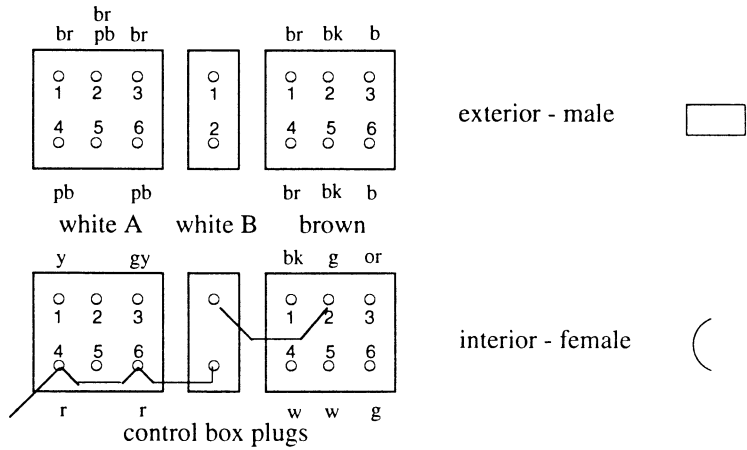 br
br pb br br bk b
1 2 3 1 1 2 3
4 5 6 2 4 5 6
exterior - male
pb pb br bk b
white A white B brown
y gy bk g or
1 2 3 1 2 3
4 5 6 4 5 6
interior - female
r r w w g
control box plugs